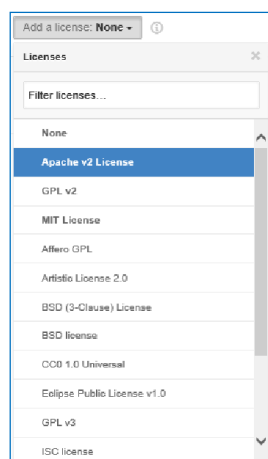 Add a license: None
Licenses
Filter licenses...
None
Apache v2 License
GPL v2
MIT License
Affero GPL
Artistic License 2.0
BSD (3-Clause) License
BSD license
CC0 1.0 Universal
Eclipse Public License v1.0
GPL v3
ISC license